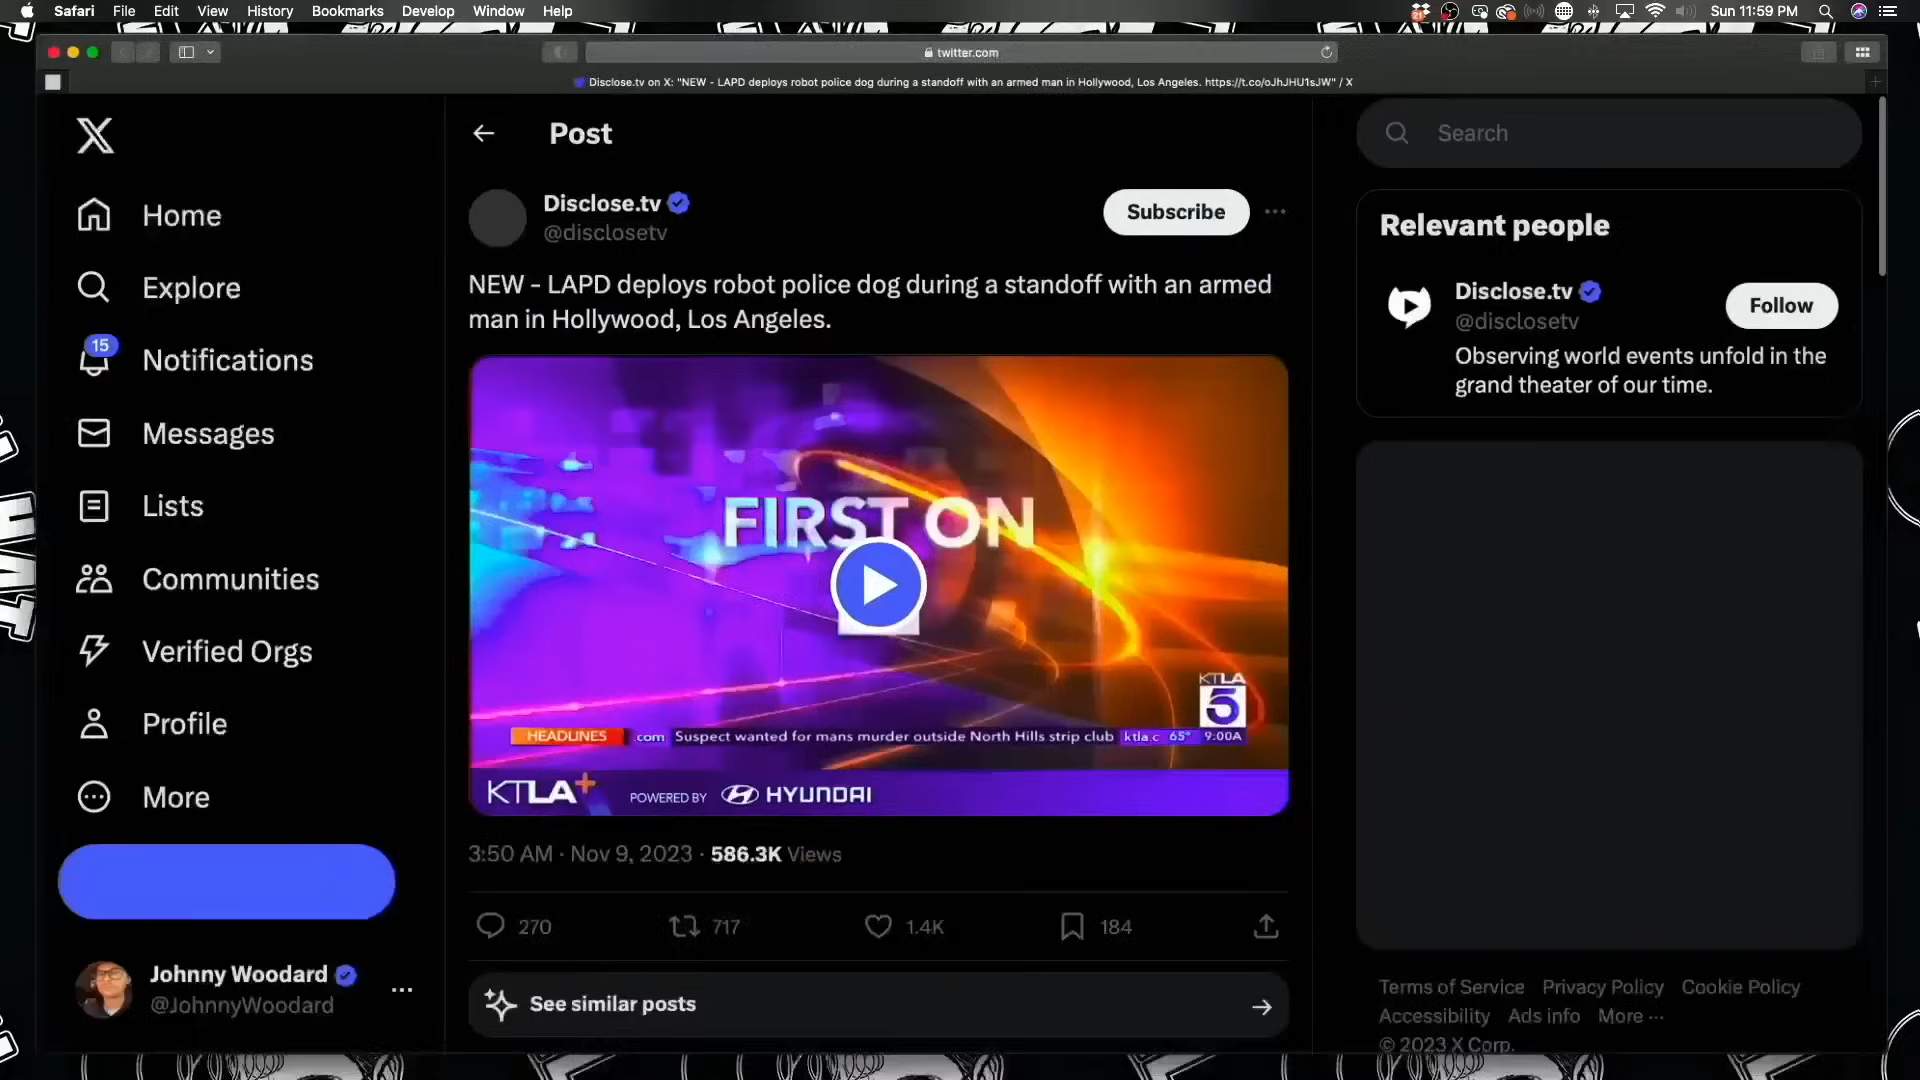 Safari File Edit View History Bookmarks Develop Window Help
21
Sun 11:59 PM
twitter.com
Disclose.tv on X: "NEW - LAPD deploys robot police dog during a standoff with an armed man in Hollywood, Los Angeles. https://t.co/oJhJHU1sJW" / X
Home
Explore
15
Notifications
Messages
Lists
Communities
Verified Orgs
Profile
More
Johnny Woodard
@JohnnyWoodard
Post
Disclose.tv
@disclosetv
Subscribe
NEW - LAPD deploys robot police dog during a standoff with an armed
man in Hollywood, Los Angeles.
FIRST ON
KTLA
5
HEADLINES .com Suspect wanted for mans murder outside North Hills strip club ktla.c 65° 9:00A
KTLA+ POWERED BY HYUNDAI
3:50 AM · Nov 9, 2023 · 586.3K Views
270 717 1.4K 184
See similar posts
Search
Relevant people
Disclose.tv
@disclosetv
Follow
Observing world events unfold in the
grand theater of our time.
Terms of Service Privacy Policy Cookie Policy
Accessibility Ads info More ···
© 2023 X Corp.